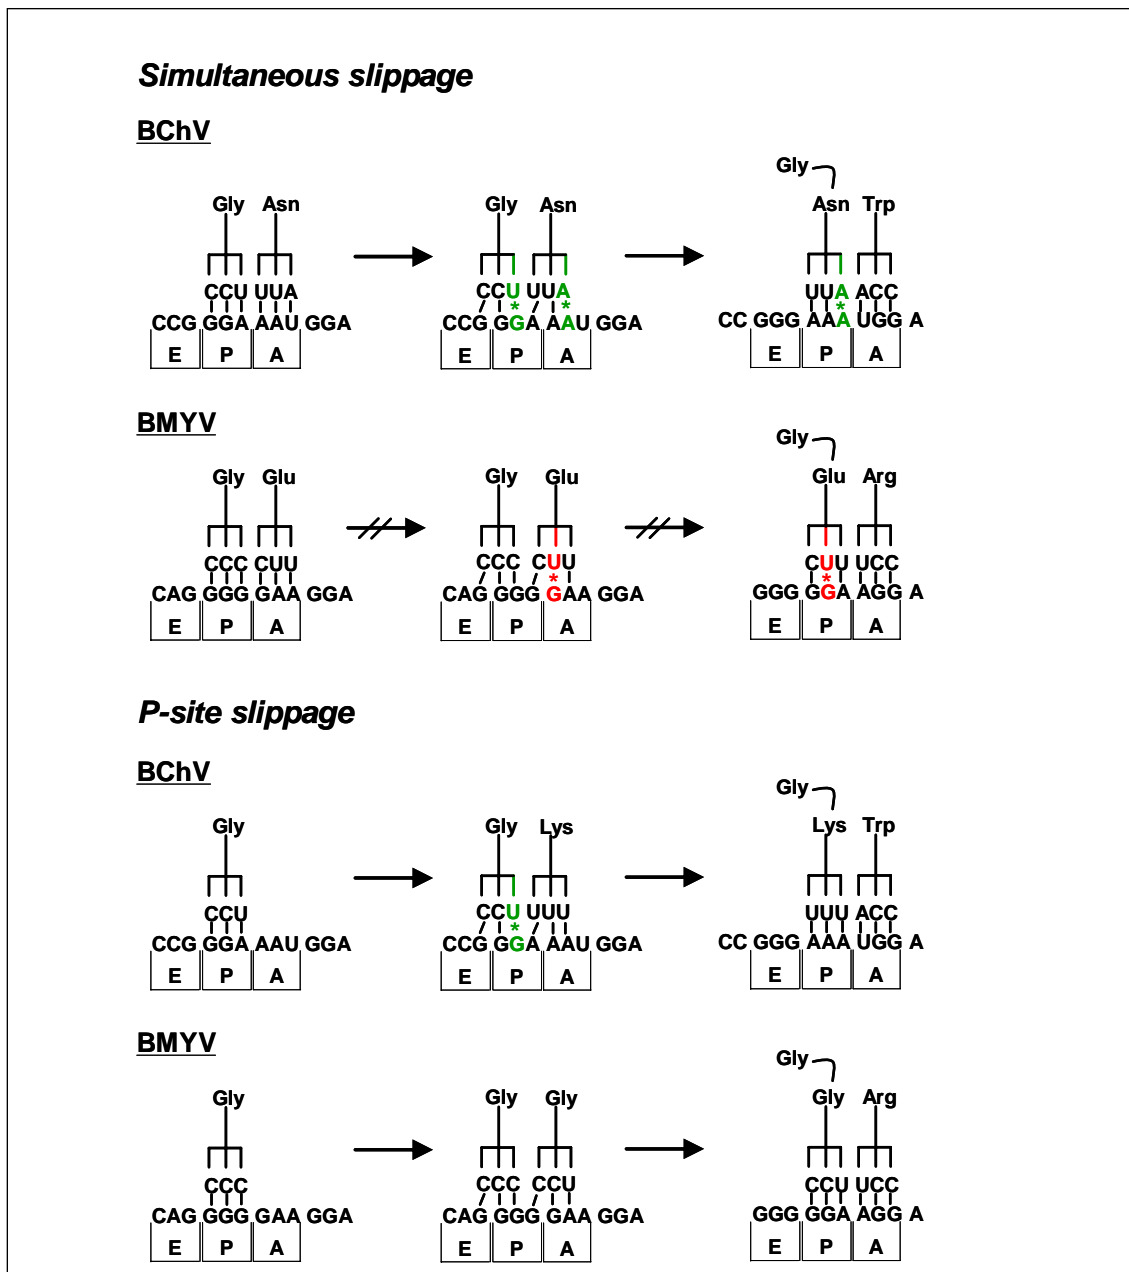 Simultaneous slippage
BChV
Gly
Gly Asn Gly Asn Asn Trp
CCU UUA CCU UUA UUA ACC
* * *
CCG GGA AAU GGA CCG GGA AAU GGA CC GGG AAA UGG A
E P A E P A E P A
BMYV
Gly
Gly Glu Gly Glu Glu Arg
CCC CUU CCC CUU CUU UCC
* *
CAG GGG GAA GGA CAG GGG GAA GGA GGG GGA AGG A
E P A E P A E P A
P-site slippage
BChV
Gly
Gly Gly Lys Lys Trp
CCU CCU UUU UUU ACC
*
CCG GGA AAU GGA CCG GGA AAU GGA CC GGG AAA UGG A
E P A E P A E P A
BMYV
Gly
Gly Gly Gly Gly Arg
CCC CCC CCU CCU UCC
CAG GGG GAA GGA CAG GGG GAA GGA GGG GGA AGG A
E P A E P A E P A